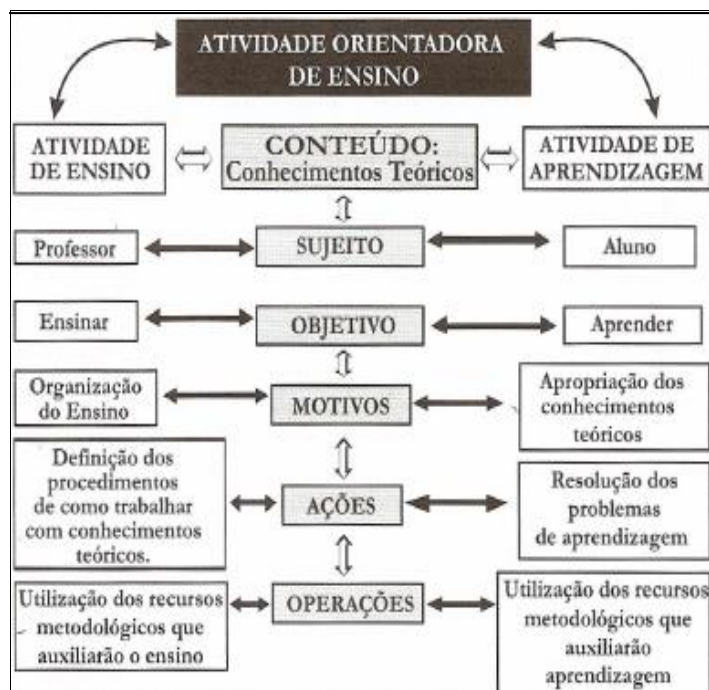 ATIVIDADE ORIENTADORA
DE ENSINO
ATIVIDADE
DE ENSINO
CONTEÚDO:
Conhecimentos Teóricos
ATIVIDADE DE
APRENDIZAGEM
Professor
SUJEITO
Aluno
Ensinar
OBJETIVO
Aprender
Organização
do Ensino
MOTIVOS
Apropriação dos
conhecimentos
teóricos
Definição dos
procedimentos
de como trabalhar
com conhecimentos
teóricos.
AÇÕES
Resolução dos
problemas
de aprendizagem
Utilização dos recursos
metodológicos que
auxiliarão o ensino
OPERAÇÕES
Utilização dos recursos
metodológicos que
auxiliarão
aprendizagem